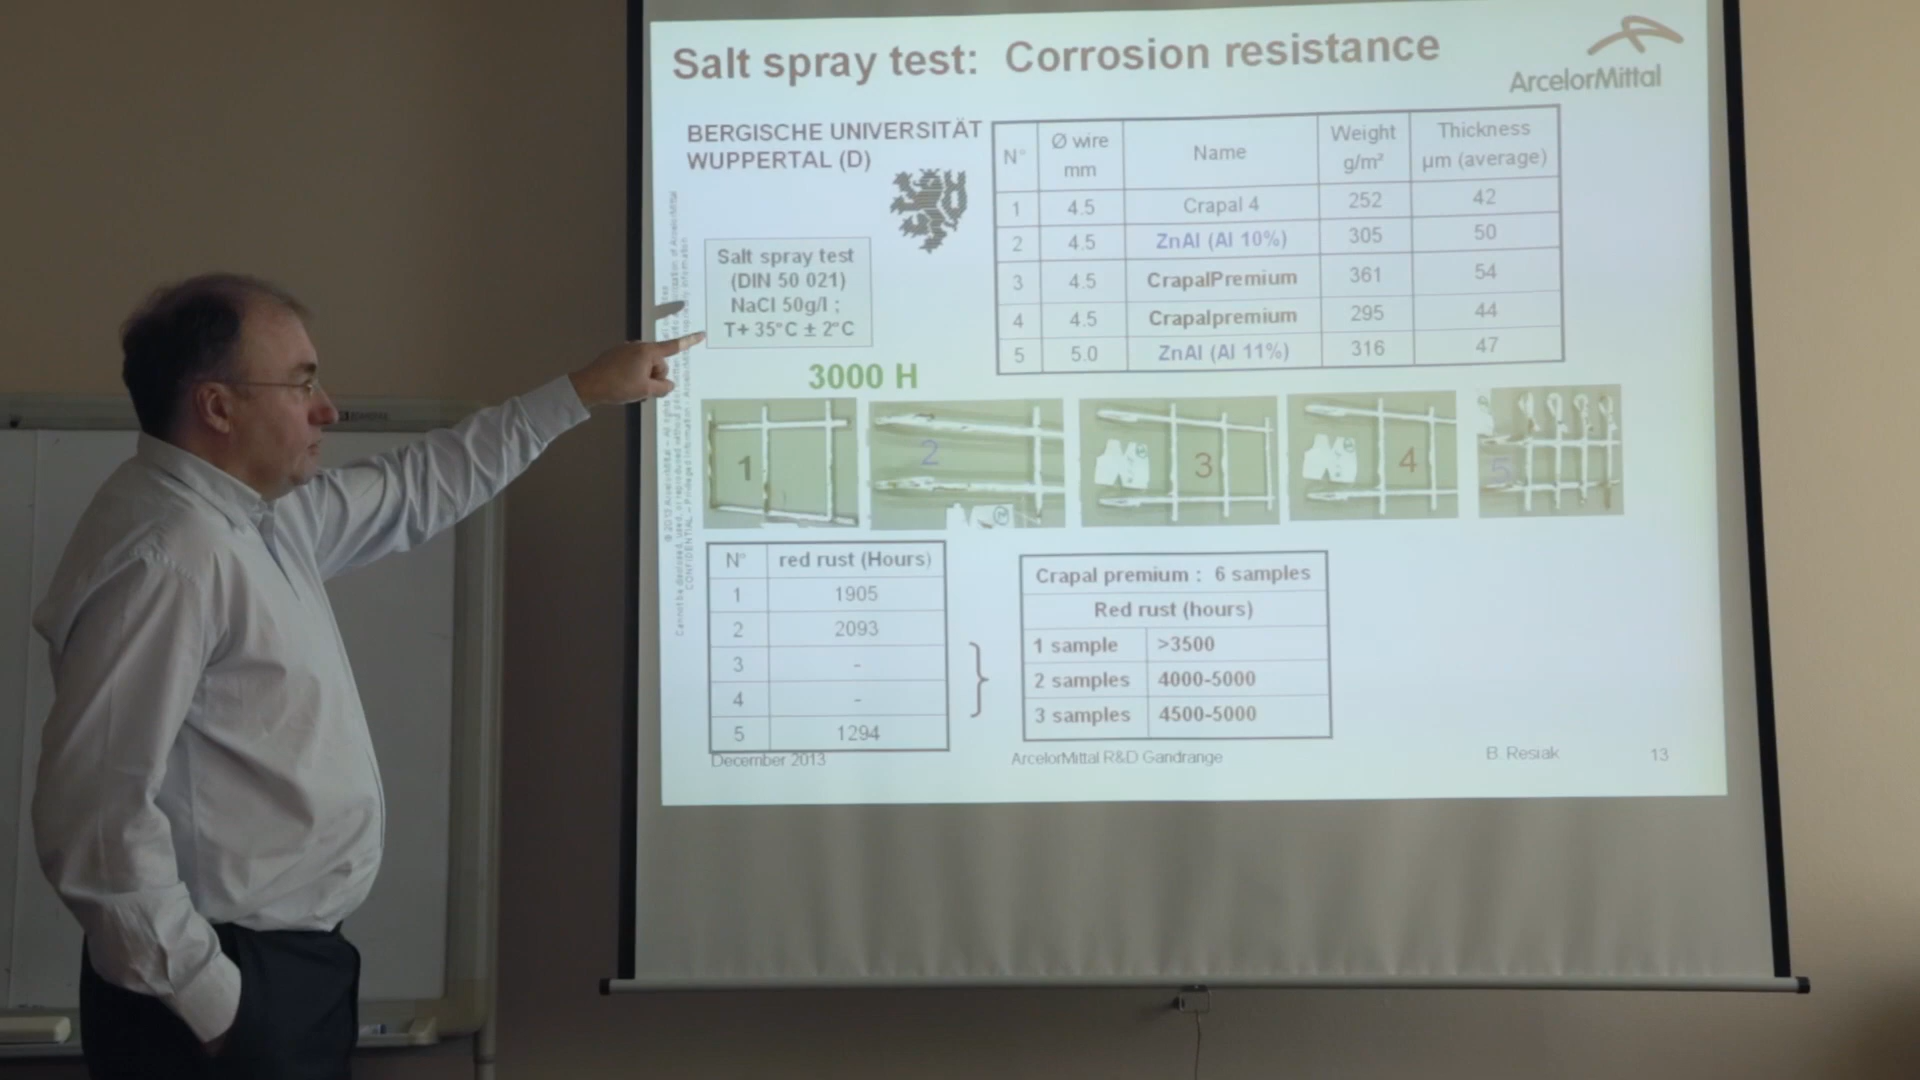 Salt spray test: Corrosion resistance
ArcelorMittal
BERGISCHE UNIVERSITÄT
WUPPERTAL (D)
Salt spray test
(DIN 50 021)
NaCl 50g/l ;
T+ 35°C ± 2°C
N° Ø wire mm Name Weight g/m² Thickness µm (average)
1 4.5 Crapal 4 252 42
2 4.5 ZnAl (Al 10%) 305 50
3 4.5 CrapalPremium 361 54
4 4.5 Crapalpremium 295 44
5 5.0 ZnAl (Al 11%) 316 47
3000 H
1 2 3 4 5
N° red rust (Hours)
1 1905
2 2093
3 -
4 -
5 1294
Crapal premium : 6 samples
Red rust (hours)
1 sample >3500
2 samples 4000-5000
3 samples 4500-5000
December 2013
ArcelorMittal R&D Gandrange
B. Resiak
13